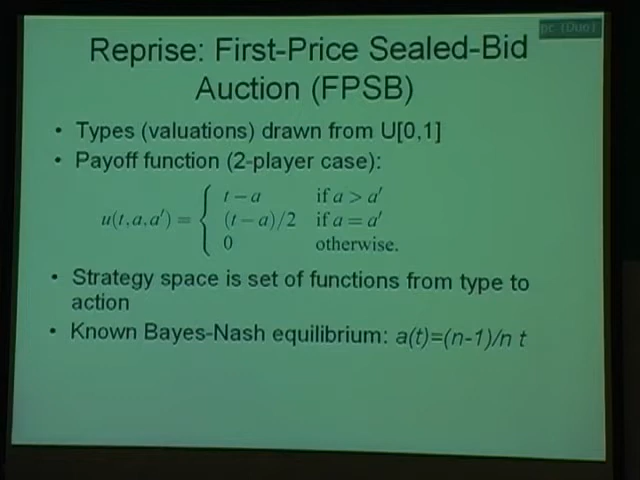 pc (Duo)
Reprise: First-Price Sealed-Bid
Auction (FPSB)
• Types (valuations) drawn from U[0,1]
• Payoff function (2-player case):
u(t,a,a′) = { t − a if a > a′
(t − a)/2 if a = a′
0 otherwise.
• Strategy space is set of functions from type to
action
• Known Bayes-Nash equilibrium: a(t)=(n-1)/n t